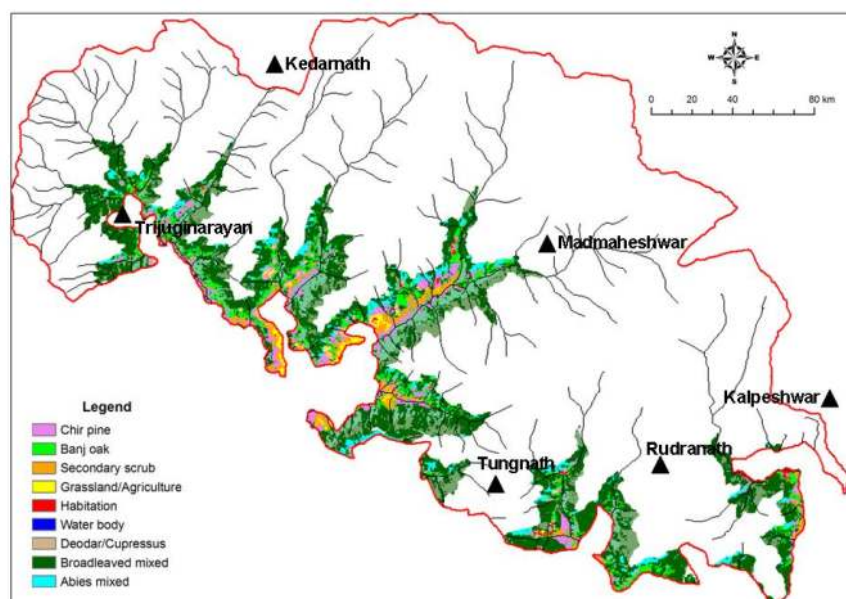 Kedarnath
N
W E
S
0 20 40 60 80 km
Trijuginarayan
Madmaheshwar
Kalpeshwar
Rudranath
Tungnath
Legend
Chir pine
Banj oak
Secondary scrub
Grassland/Agriculture
Habitation
Water body
Deodar/Cupressus
Broadleaved mixed
Abies mixed